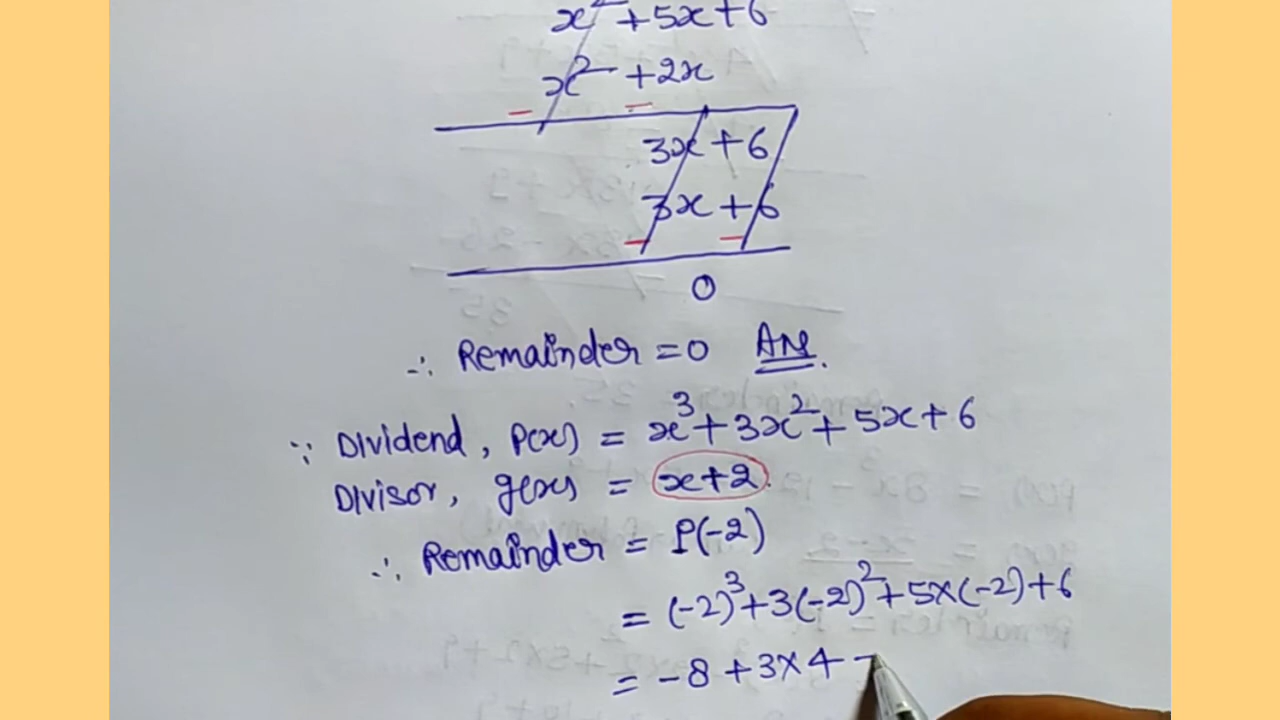 x² + 5x + 6
x² + 2x
− −
3x + 6
3x + 6
− −
0
∴ Remainder = 0 Ans.
∵ Dividend, p(x) = x³ + 3x² + 5x + 6
Divisor, g(x) = x+2.
∴ Remainder = P(-2)
= (-2)³ + 3(-2)² + 5×(-2) + 6
= -8 + 3×4 -